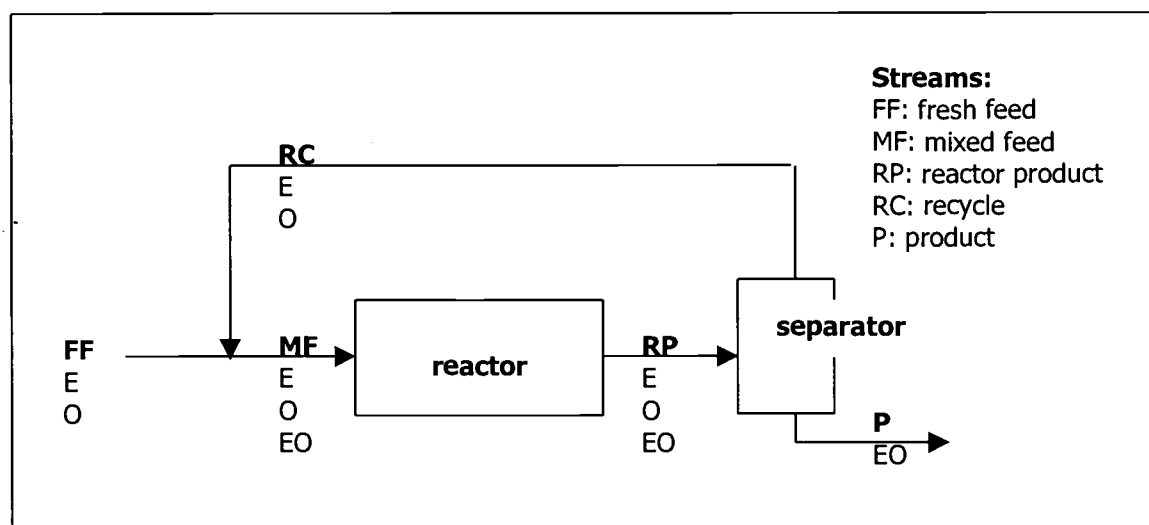 Streams:
FF: fresh feed
MF: mixed feed
RP: reactor product
RC: recycle
P: product
RC
E
O
FF
E
O
MF
E
O
EO
reactor
RP
E
O
EO
separator
P
EO